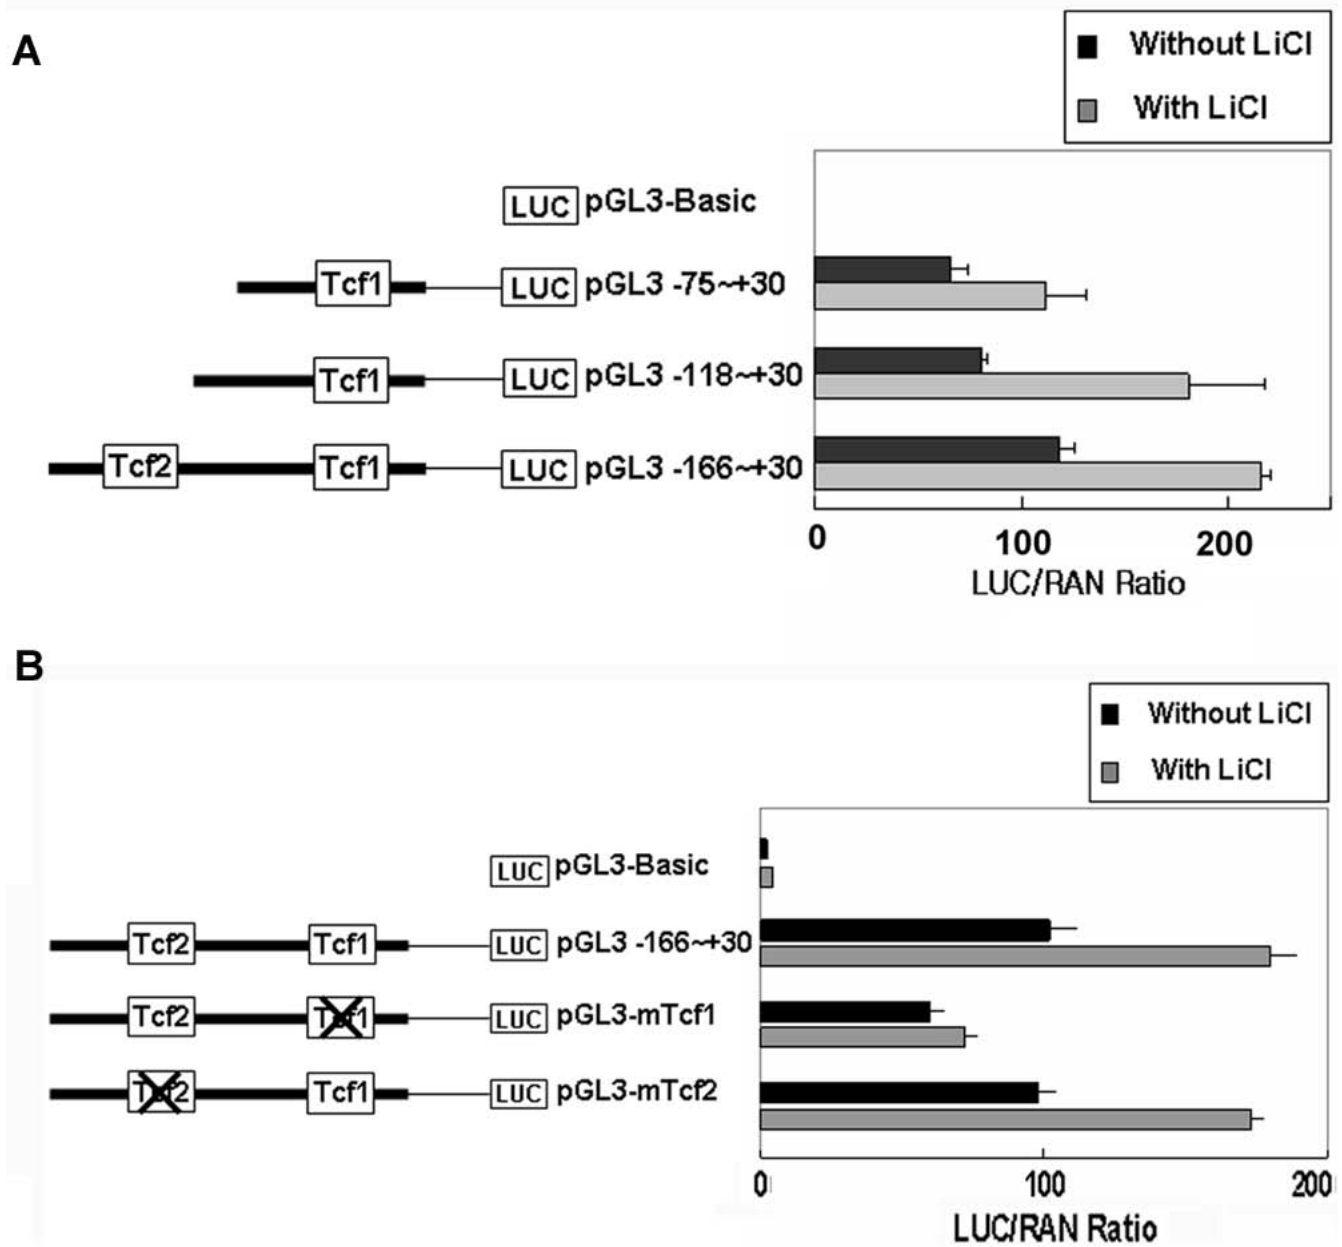 A
Without LiCl
With LiCl
LUC pGL3-Basic
Tcf1 LUC pGL3 -75~+30
Tcf1 LUC pGL3 -118~+30
Tcf2 Tcf1 LUC pGL3 -166~+30
0 100 200
LUC/RAN Ratio
B
Without LiCl
With LiCl
LUC pGL3-Basic
Tcf2 Tcf1 LUC pGL3 -166~+30
Tcf2 Tcf1 LUC pGL3-mTcf1
Tcf2 Tcf1 LUC pGL3-mTcf2
0 100 200
LUC/RAN Ratio